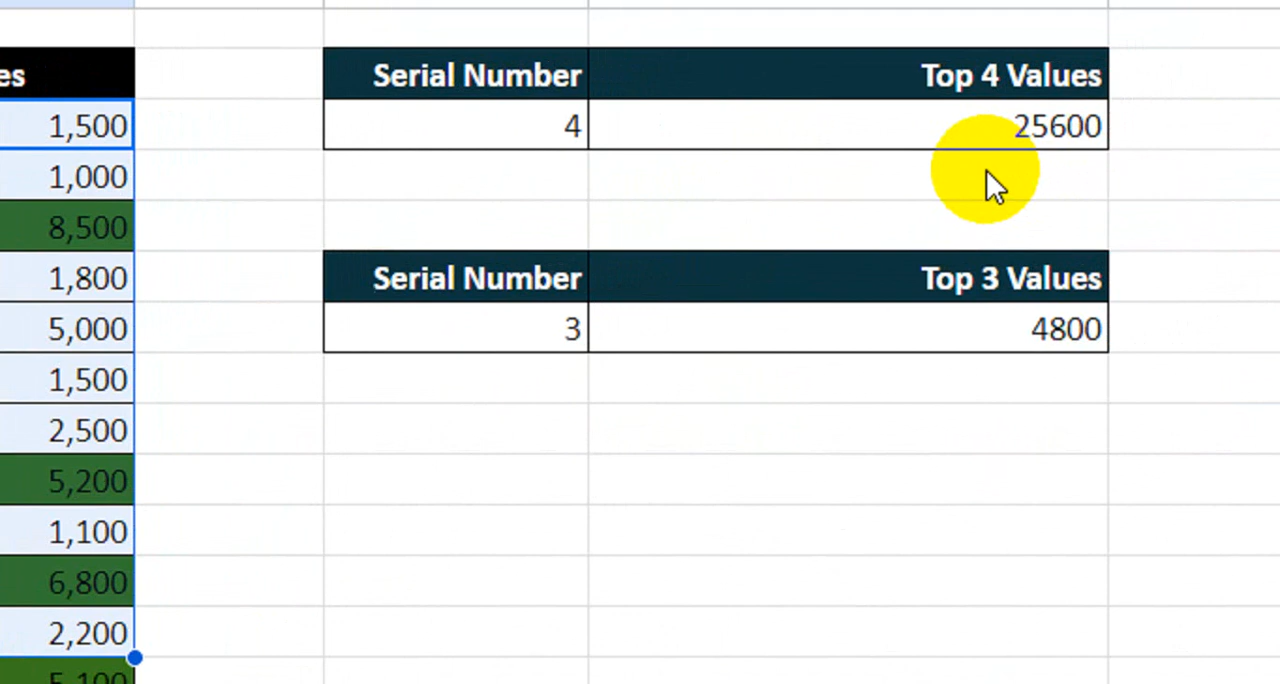 es
Serial Number Top 4 Values
1,500 4 25600
1,000
8,500
1,800 Serial Number Top 3 Values
5,000 3 4800
1,500
2,500
5,200
1,100
6,800
2,200
5,100